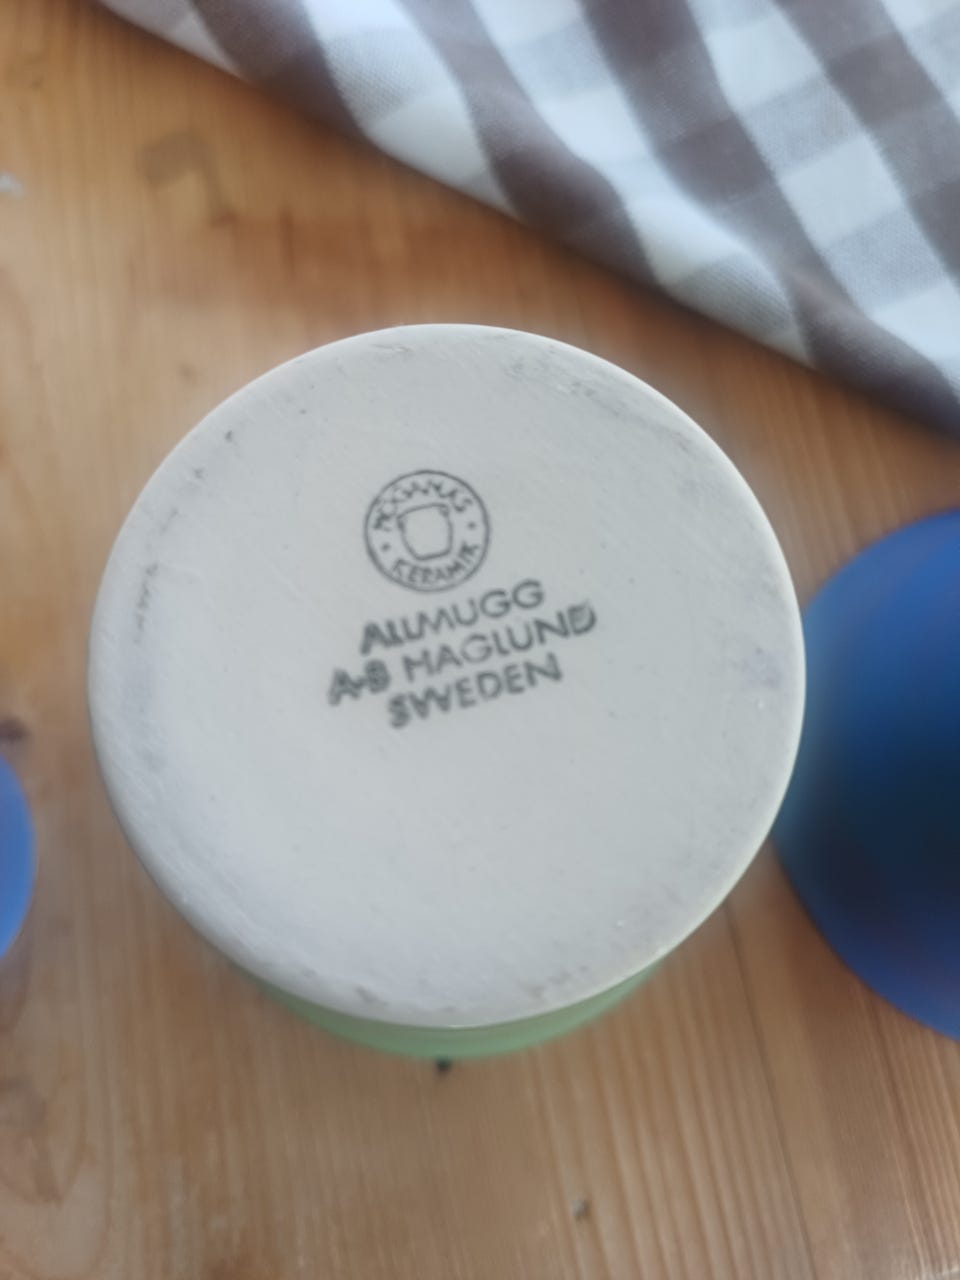 HÖGANÄS
KERAMIK
ALLMUGG
A-B HAGLUND
SWEDEN